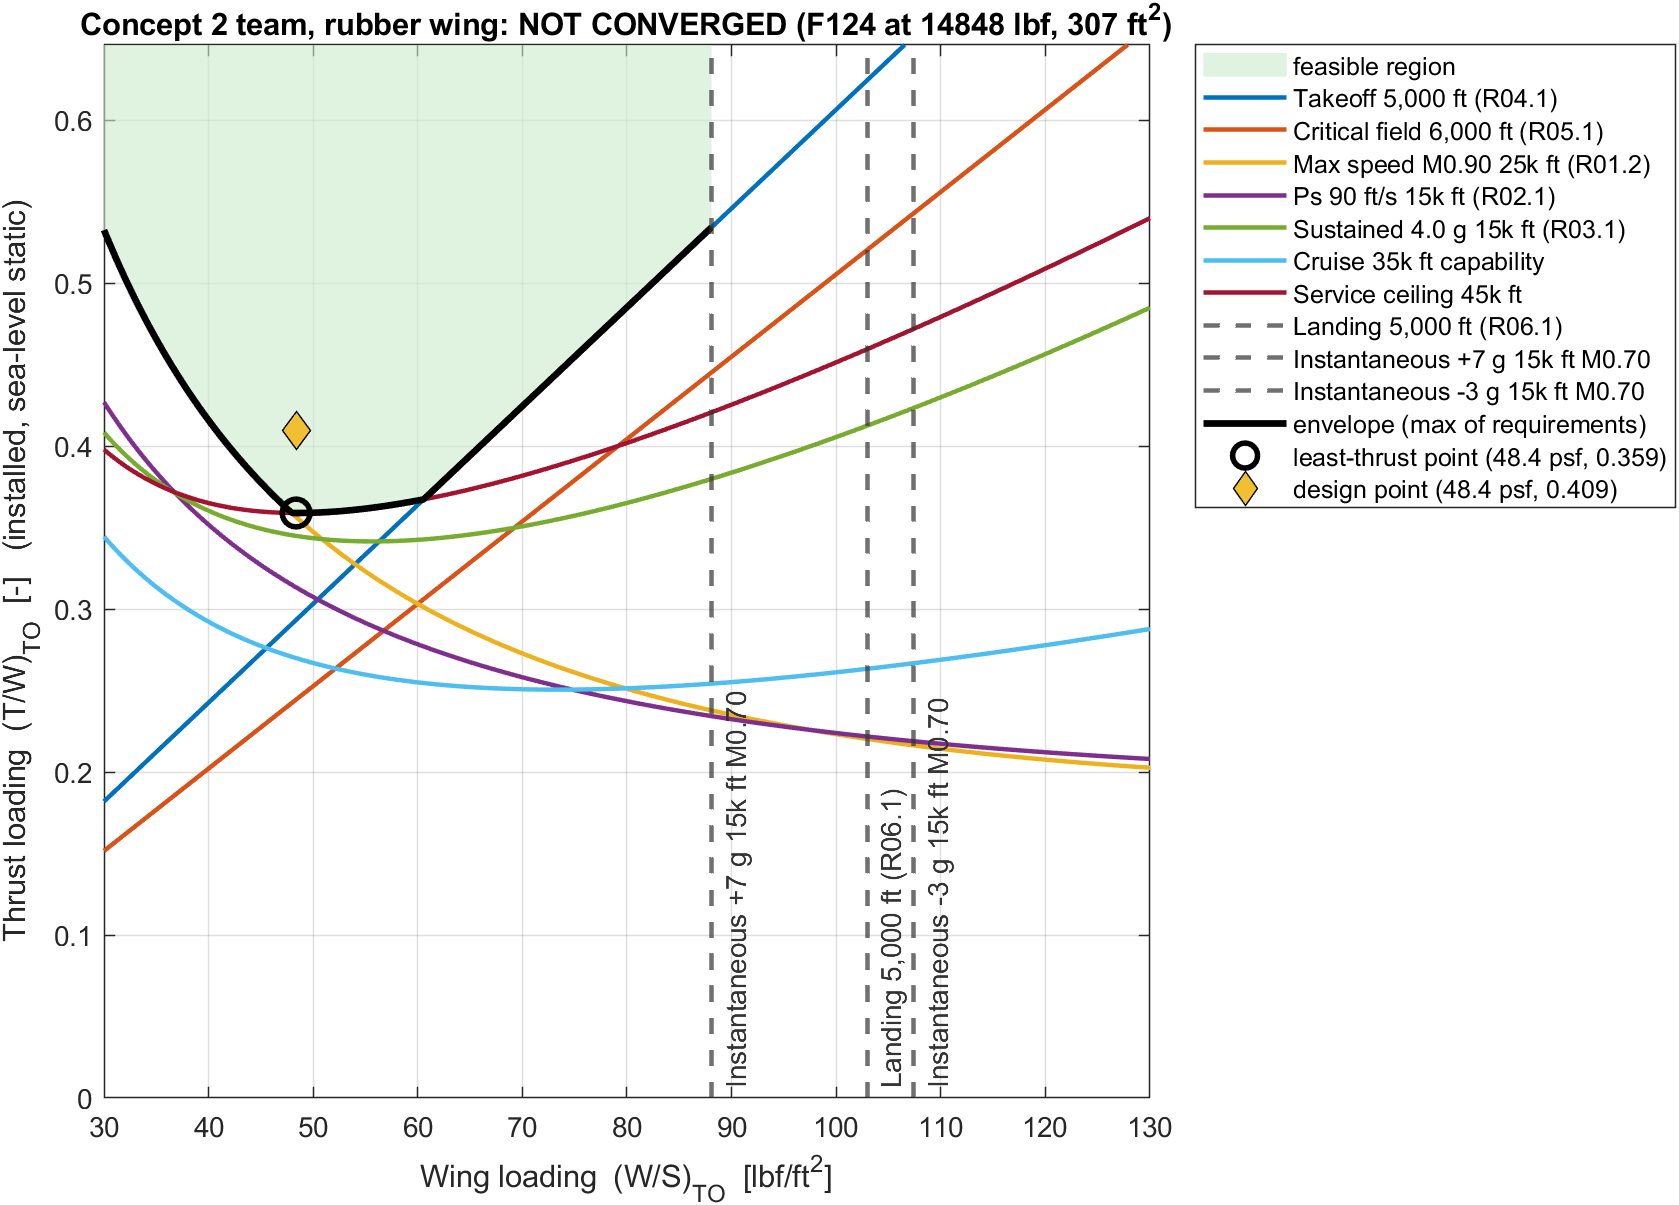 Concept 2 team, rubber wing: NOT CONVERGED (F124 at 14848 lbf, 307 ft²)
feasible region
Takeoff 5,000 ft (R04.1)
Critical field 6,000 ft (R05.1)
Max speed M0.90 25k ft (R01.2)
Ps 90 ft/s 15k ft (R02.1)
Sustained 4.0 g 15k ft (R03.1)
Cruise 35k ft capability
Service ceiling 45k ft
Landing 5,000 ft (R06.1)
Instantaneous +7 g 15k ft M0.70
Instantaneous -3 g 15k ft M0.70
envelope (max of requirements)
least-thrust point (48.4 psf, 0.359)
design point (48.4 psf, 0.409)
Thrust loading (T/W)TO [-] (installed, sea-level static)
0.6
0.5
0.4
0.3
0.2
0.1
0
Instantaneous +7 g 15k ft M0.70
Landing 5,000 ft (R06.1)
Instantaneous -3 g 15k ft M0.70
30 40 50 60 70 80 90 100 110 120 130
Wing loading (W/S)TO [lbf/ft²]